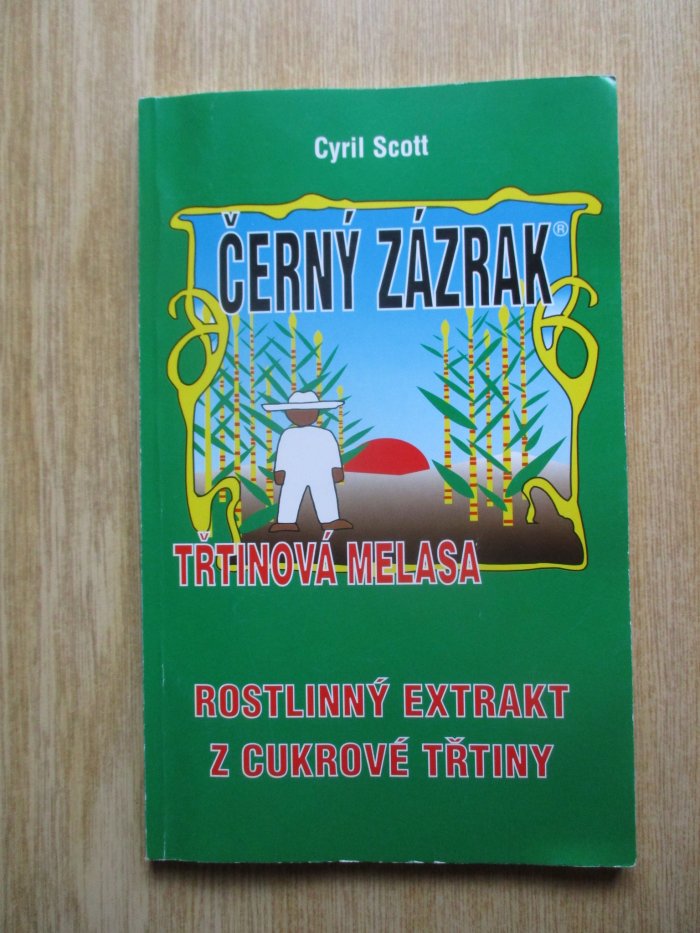 Cyril Scott
ČERNÝ ZÁZRAK®
TŘTINOVÁ MELASA
ROSTLINNÝ EXTRAKT
Z CUKROVÉ TŘTINY